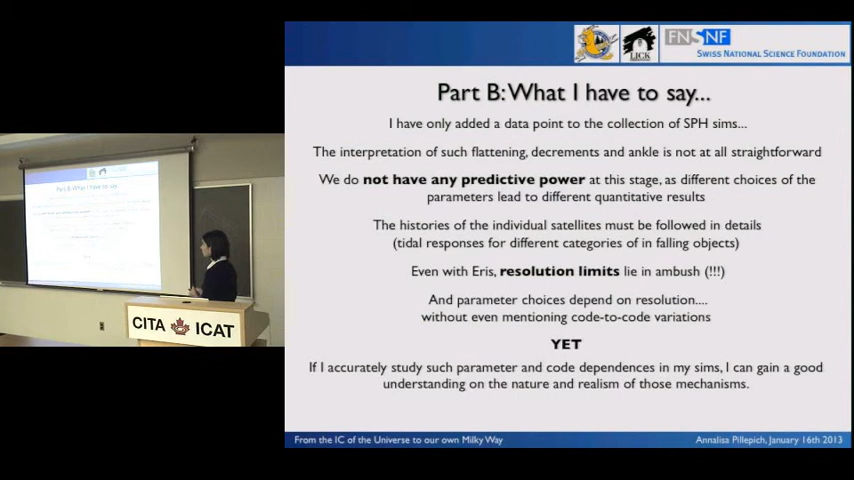 FNSNF
LICK
SWISS NATIONAL SCIENCE FOUNDATION
Part B: What I have to say...
I have only added a data point to the collection of SPH sims...
The interpretation of such flattening, decrements and ankle is not at all straightforward
We do not have any predictive power at this stage, as different choices of the
parameters lead to different quantitative results
The histories of the individual satellites must be followed in details
(tidal responses for different categories of in falling objects)
Even with Eris, resolution limits lie in ambush (!!!)
And parameter choices depend on resolution....
without even mentioning code-to-code variations
YET
If I accurately study such parameter and code dependences in my sims, I can gain a good
understanding on the nature and realism of those mechanisms.
From the IC of the Universe to our own Milky Way
Annalisa Pillepich, January 16th 2013
CITA ICAT